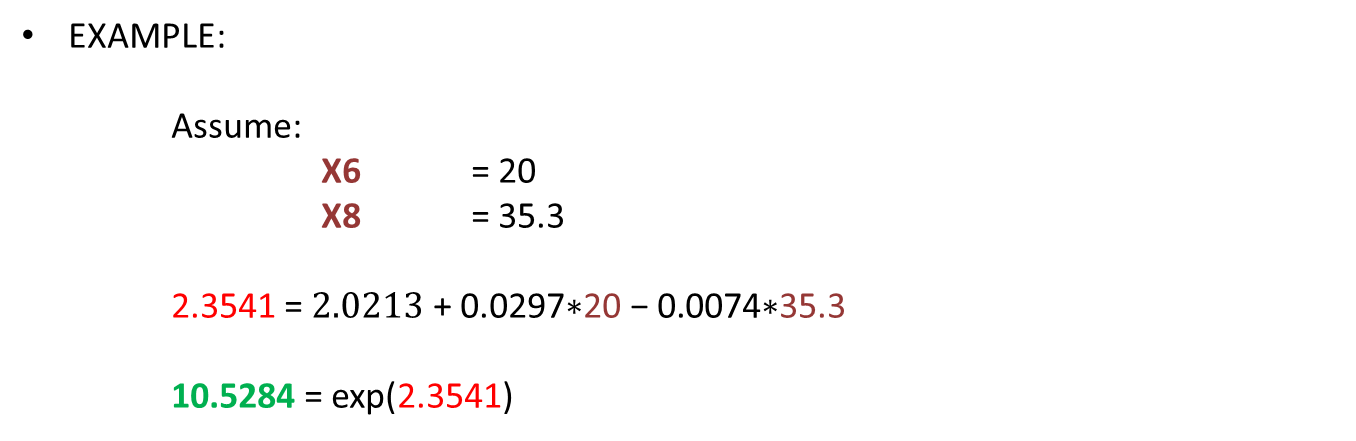 • EXAMPLE:
Assume:
X6 = 20
X8 = 35.3
2.3541 = 2.0213 + 0.0297*20 – 0.0074*35.3
10.5284 = exp(2.3541)